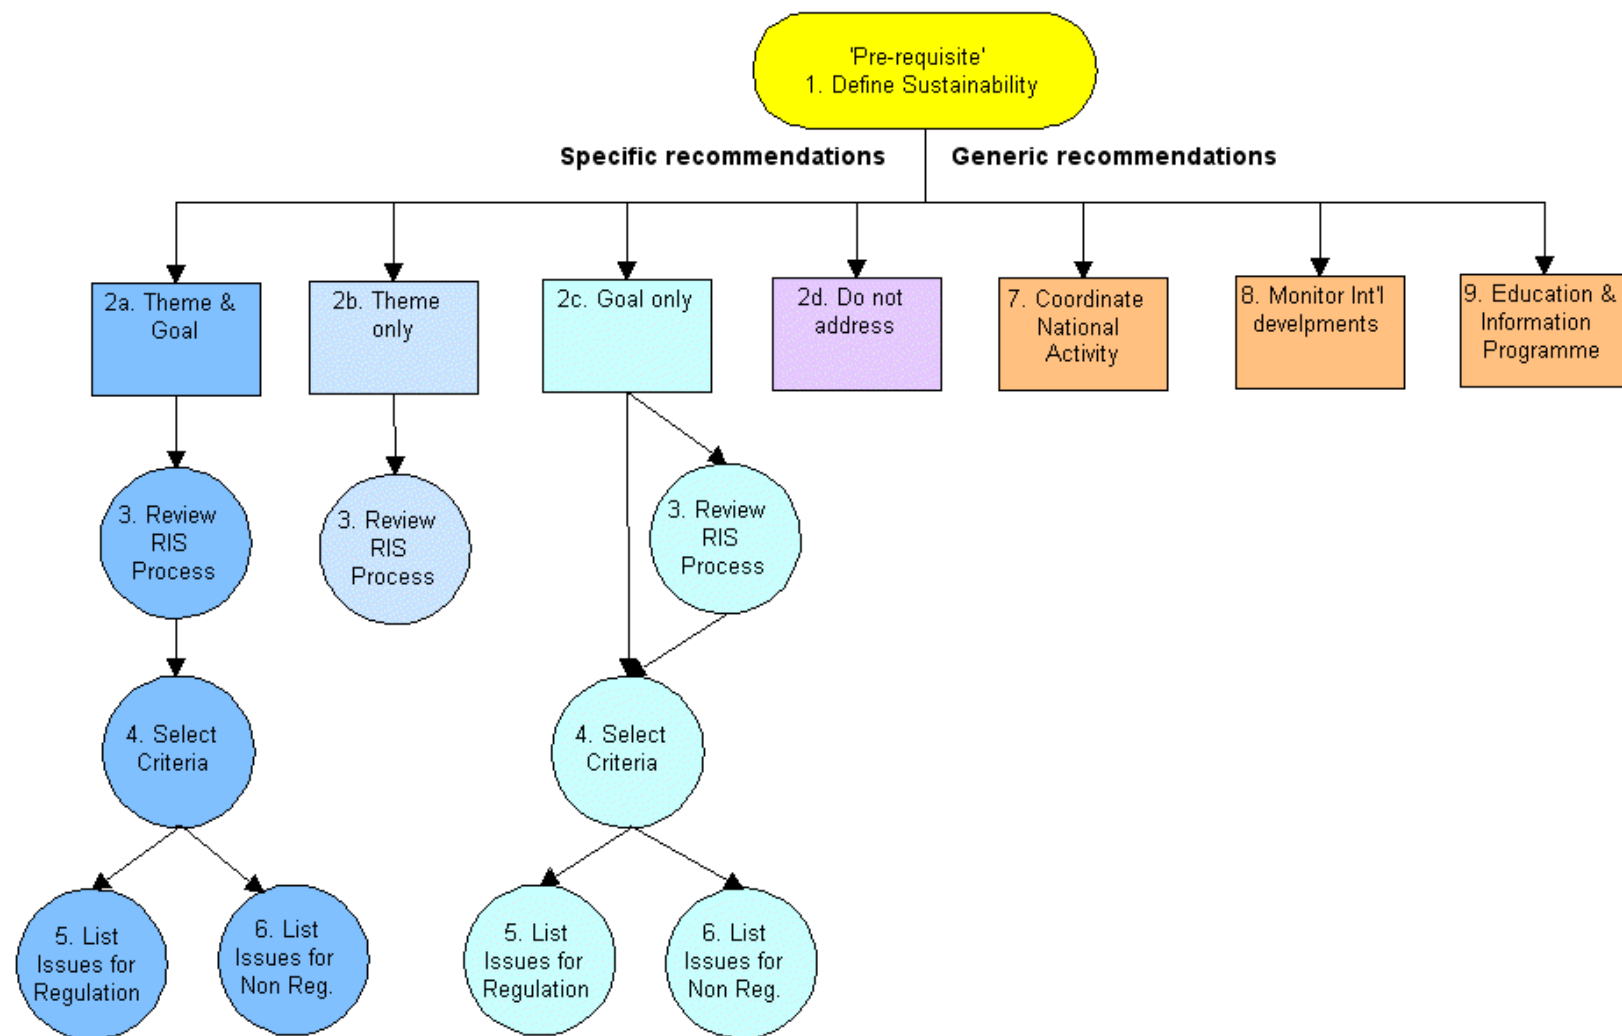 'Pre-requisite'
1. Define Sustainability
Specific recommendations
Generic recommendations
2a. Theme &
Goal
2b. Theme
only
2c. Goal only
2d. Do not
address
7. Coordinate
National
Activity
8. Monitor Int'l
develpments
9. Education &
Information
Programme
3. Review
RIS
Process
3. Review
RIS
Process
3. Review
RIS
Process
4. Select
Criteria
4. Select
Criteria
5. List
Issues for
Regulation
6. List
Issues for
Non Reg.
5. List
Issues for
Regulation
6. List
Issues for
Non Reg.